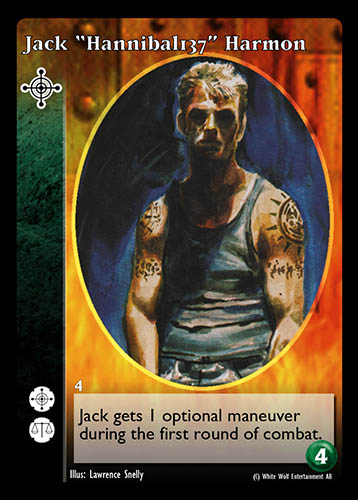 Jack "Hannibal137" Harmon
4
Jack gets 1 optional maneuver
during the first round of combat.
4
Illus: Lawrence Snelly
(C) White Wolf Entertainment AB